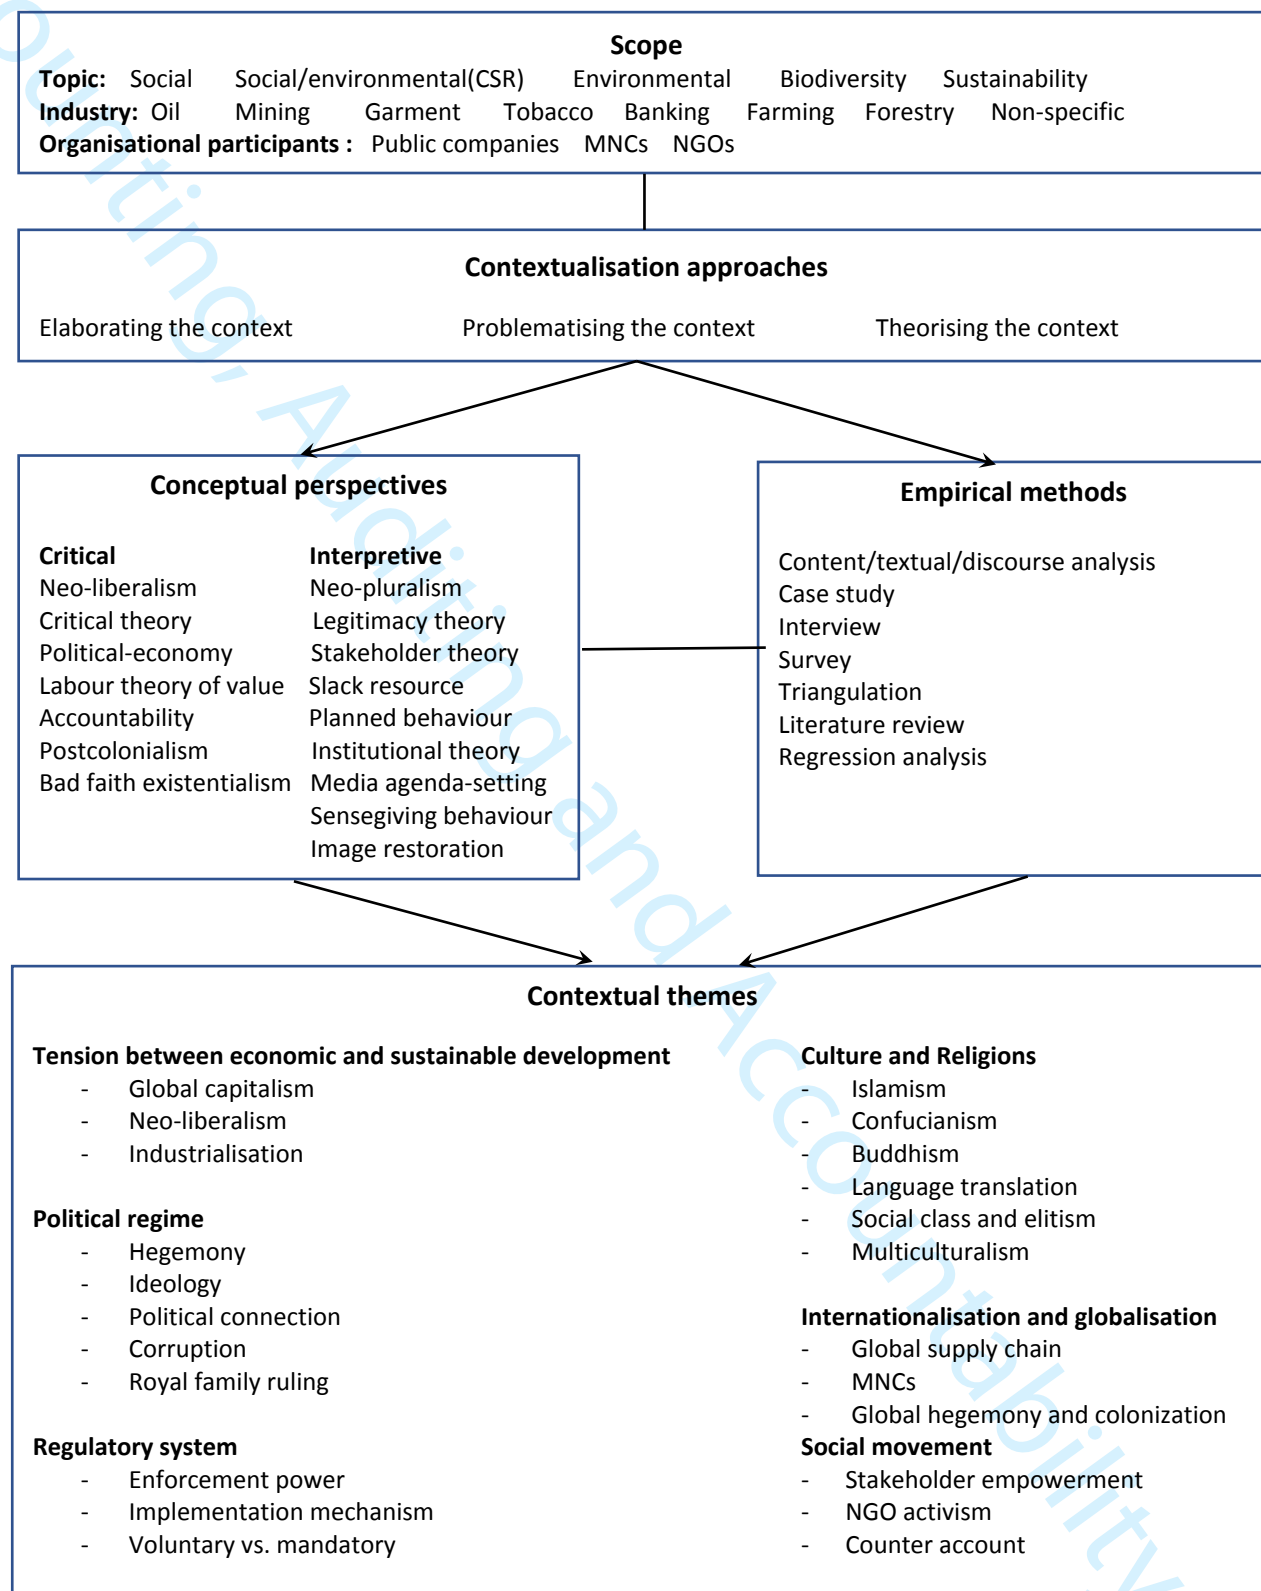 Scope
Topic: Social Social/environmental(CSR) Environmental Biodiversity Sustainability
Industry: Oil Mining Garment Tobacco Banking Farming Forestry Non-specific
Organisational participants : Public companies MNCs NGOs
Contextualisation approaches
Elaborating the context Problematising the context Theorising the context
Conceptual perspectives
Critical Interpretive
Neo-liberalism Neo-pluralism
Critical theory Legitimacy theory
Political-economy Stakeholder theory
Labour theory of value Slack resource
Accountability Planned behaviour
Postcolonialism Institutional theory
Bad faith existentialism Media agenda-setting
Sensegiving behaviour
Image restoration
Empirical methods
Content/textual/discourse analysis
Case study
Interview
Survey
Triangulation
Literature review
Regression analysis
Contextual themes
Tension between economic and sustainable development
- Global capitalism
- Neo-liberalism
- Industrialisation
Political regime
- Hegemony
- Ideology
- Political connection
- Corruption
- Royal family ruling
Regulatory system
- Enforcement power
- Implementation mechanism
- Voluntary vs. mandatory
Culture and Religions
- Islamism
- Confucianism
- Buddhism
- Language translation
- Social class and elitism
- Multiculturalism
Internationalisation and globalisation
- Global supply chain
- MNCs
- Global hegemony and colonization
Social movement
- Stakeholder empowerment
- NGO activism
- Counter account
ounting, Auditing and Accountability